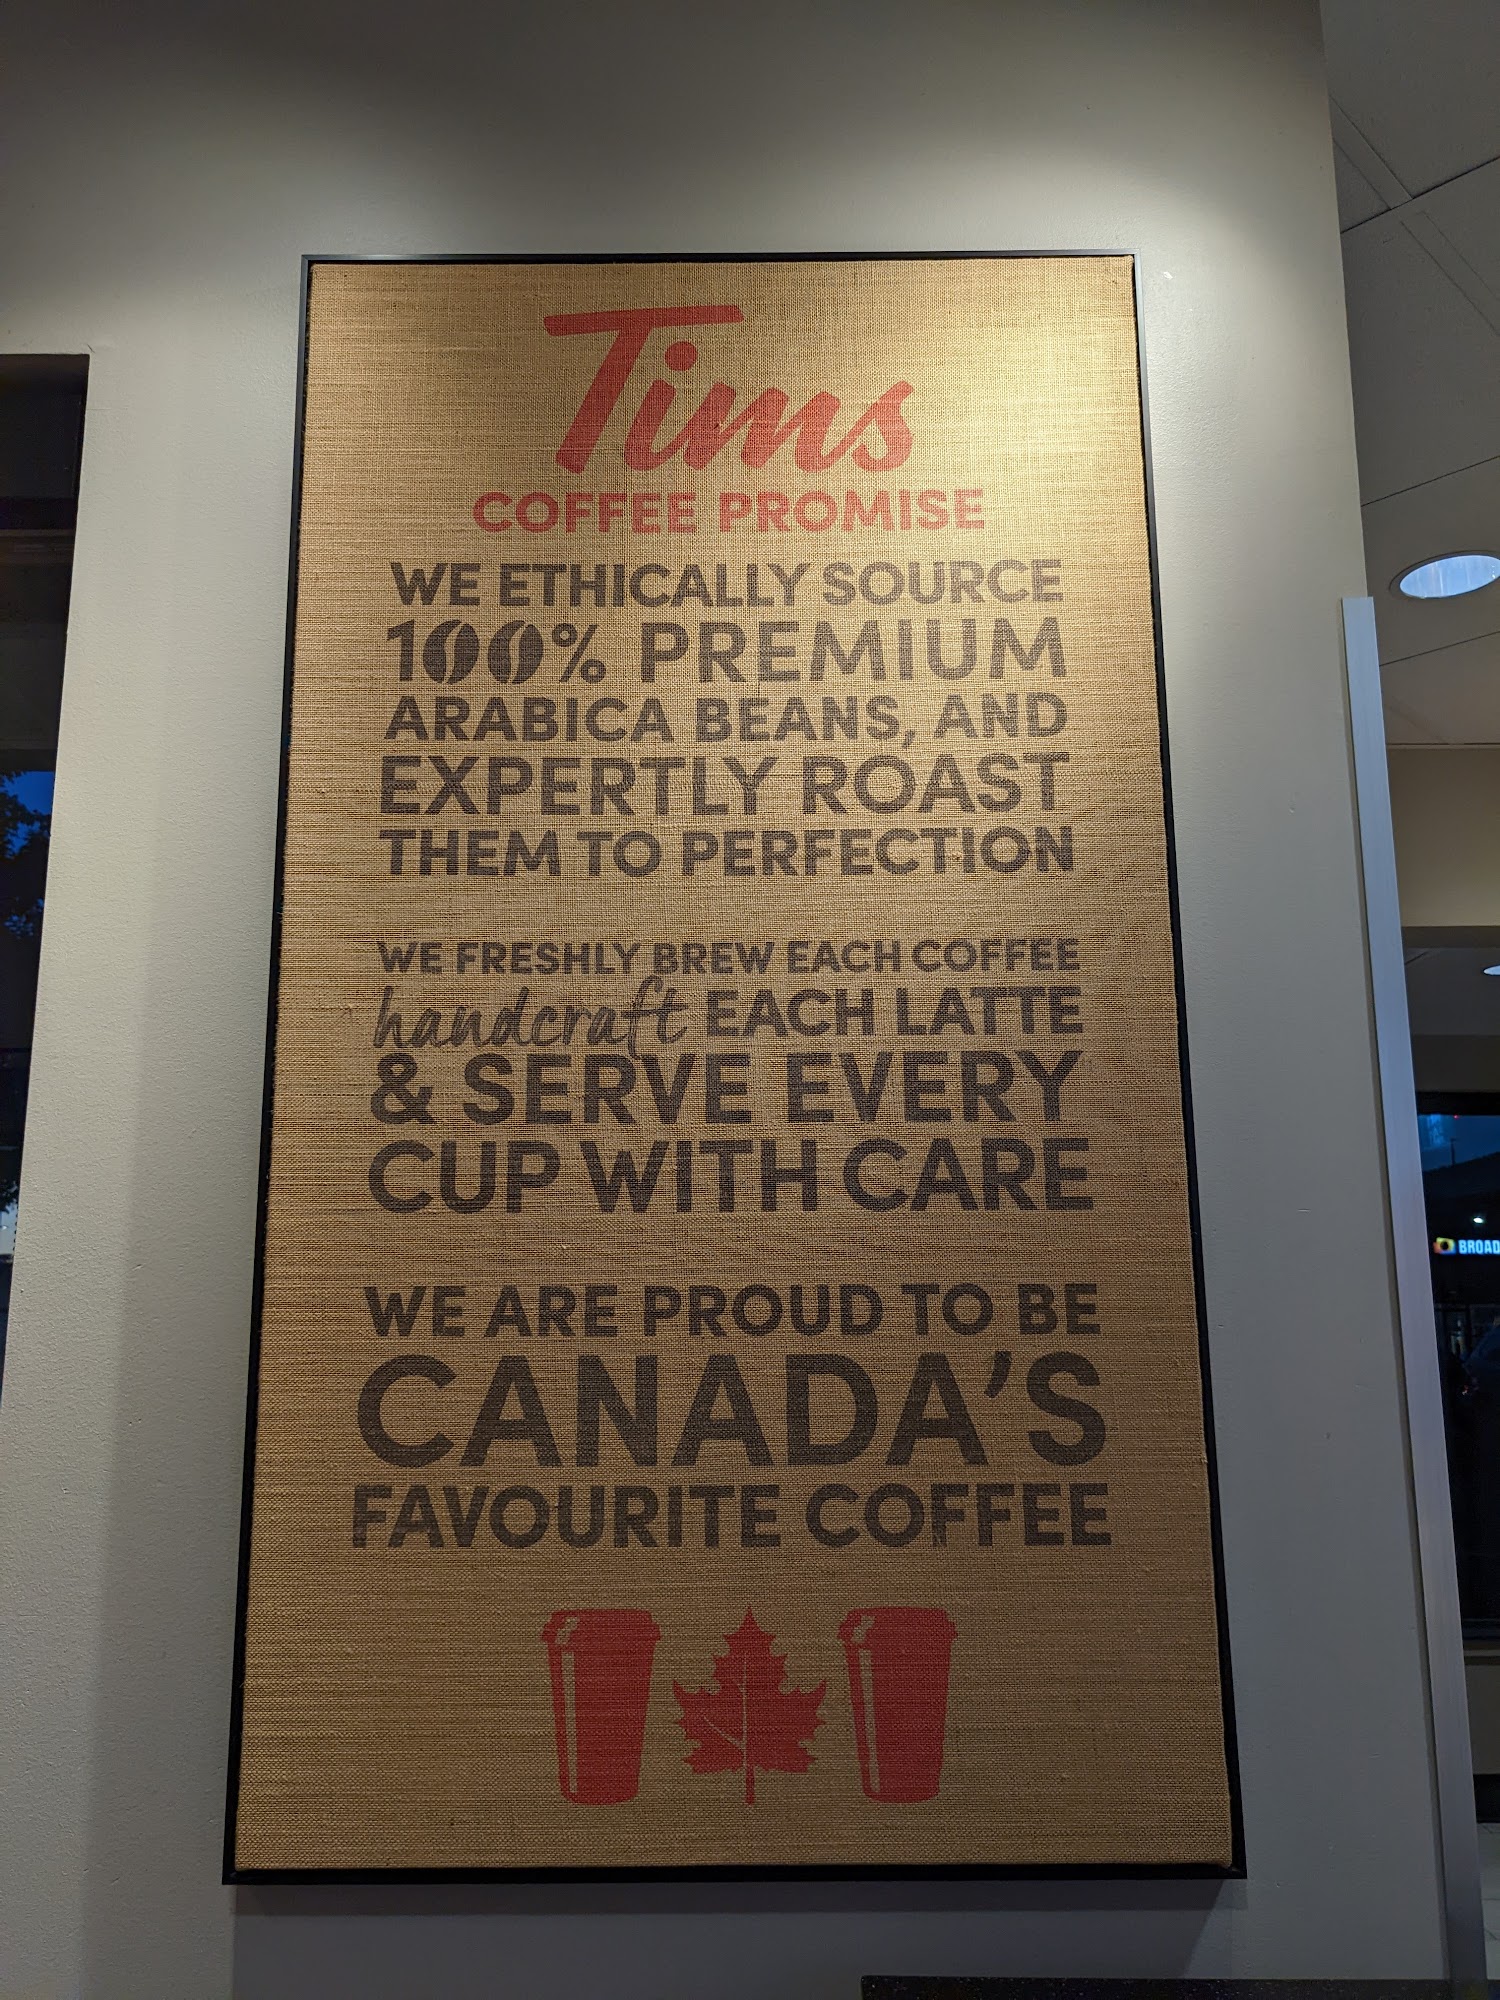 Tims
COFFEE PROMISE
WE ETHICALLY SOURCE
100% PREMIUM
ARABICA BEANS, AND
EXPERTLY ROAST
THEM TO PERFECTION
WE FRESHLY BREW EACH COFFEE
handcraft EACH LATTE
& SERVE EVERY
CUP WITH CARE
WE ARE PROUD TO BE
CANADA'S
FAVOURITE COFFEE
BROAD